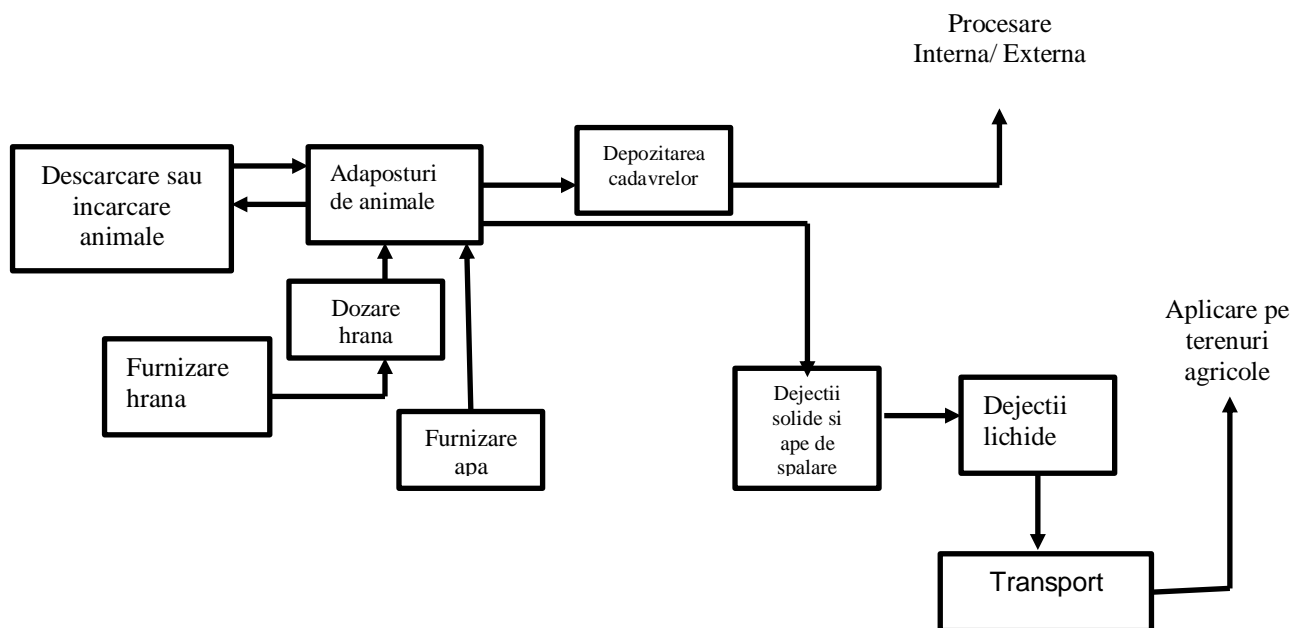 Procesare
Interna/ Externa
Descarcare sau
incarcare
animale
Adaposturi
de animale
Depozitarea
cadavrelor
Dozare
hrana
Furnizare
hrana
Furnizare
apa
Dejectii
solide si
ape de
spalare
Dejectii
lichide
Aplicare pe
terenuri
agricole
Transport